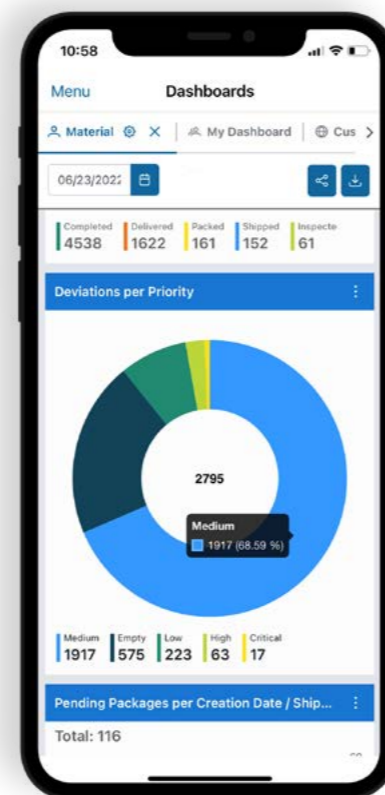 10:58
Menu Dashboards
Material My Dashboard Cus
06/23/202
Completed Delivered Packed Shipped Inspecte
4538 1622 161 152 61
Deviations per Priority
2795
Medium
1917 (68.59 %)
Medium Empty Low High Critical
1917 575 223 63 17
Pending Packages per Creation Date / Ship...
Total: 116